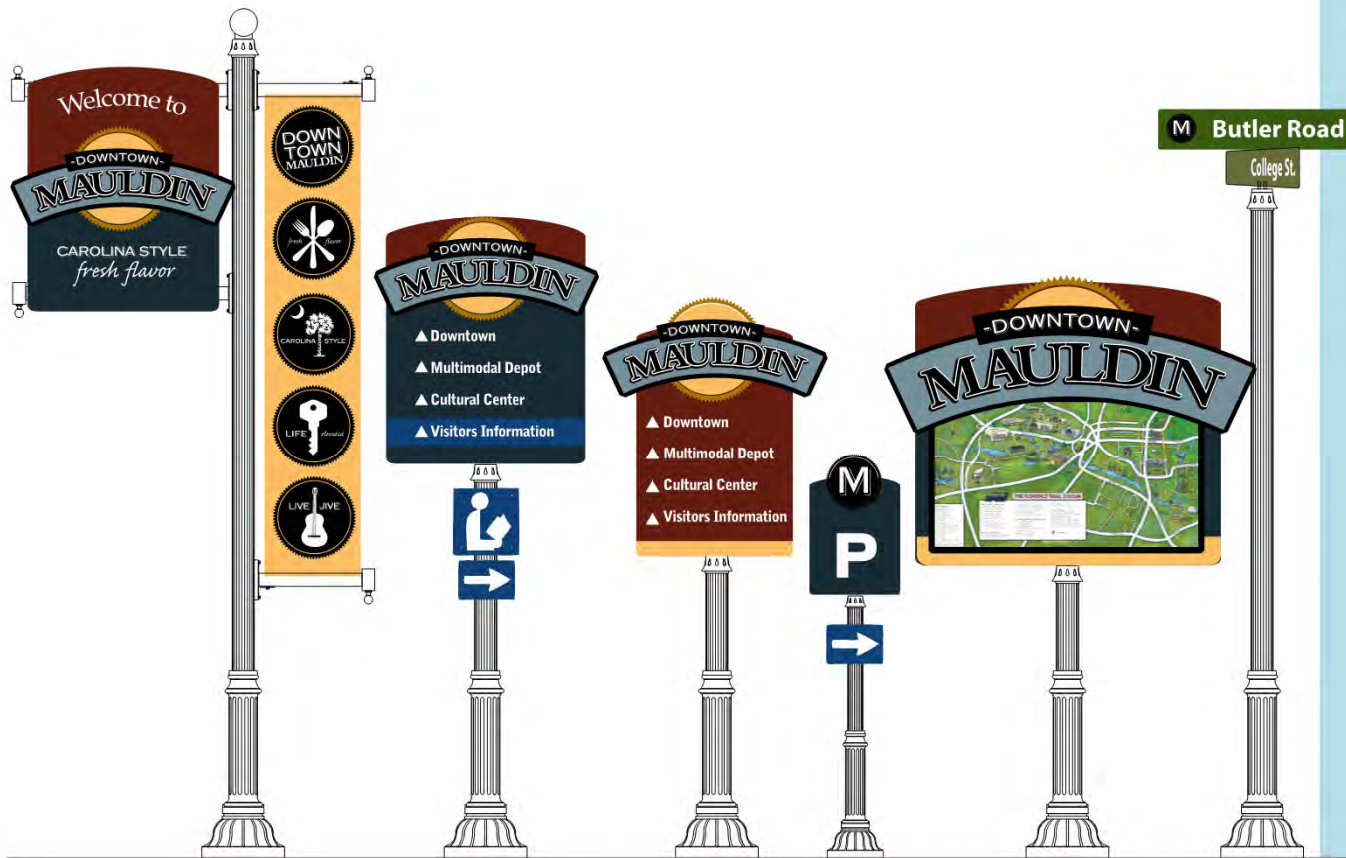 Welcome to
-DOWNTOWN-
MAULDIN
CAROLINA STYLE
fresh flavor
DOWN
TOWN
MAULDIN
fresh flavor
CAROLINA STYLE
LIFE elevated
LIVE JIVE
-DOWNTOWN-
MAULDIN
▲ Downtown
▲ Multimodal Depot
▲ Cultural Center
▲ Visitors Information
-DOWNTOWN-
MAULDIN
▲ Downtown
▲ Multimodal Depot
▲ Cultural Center
▲ Visitors Information
M
P
-DOWNTOWN-
MAULDIN
M Butler Road
College St.